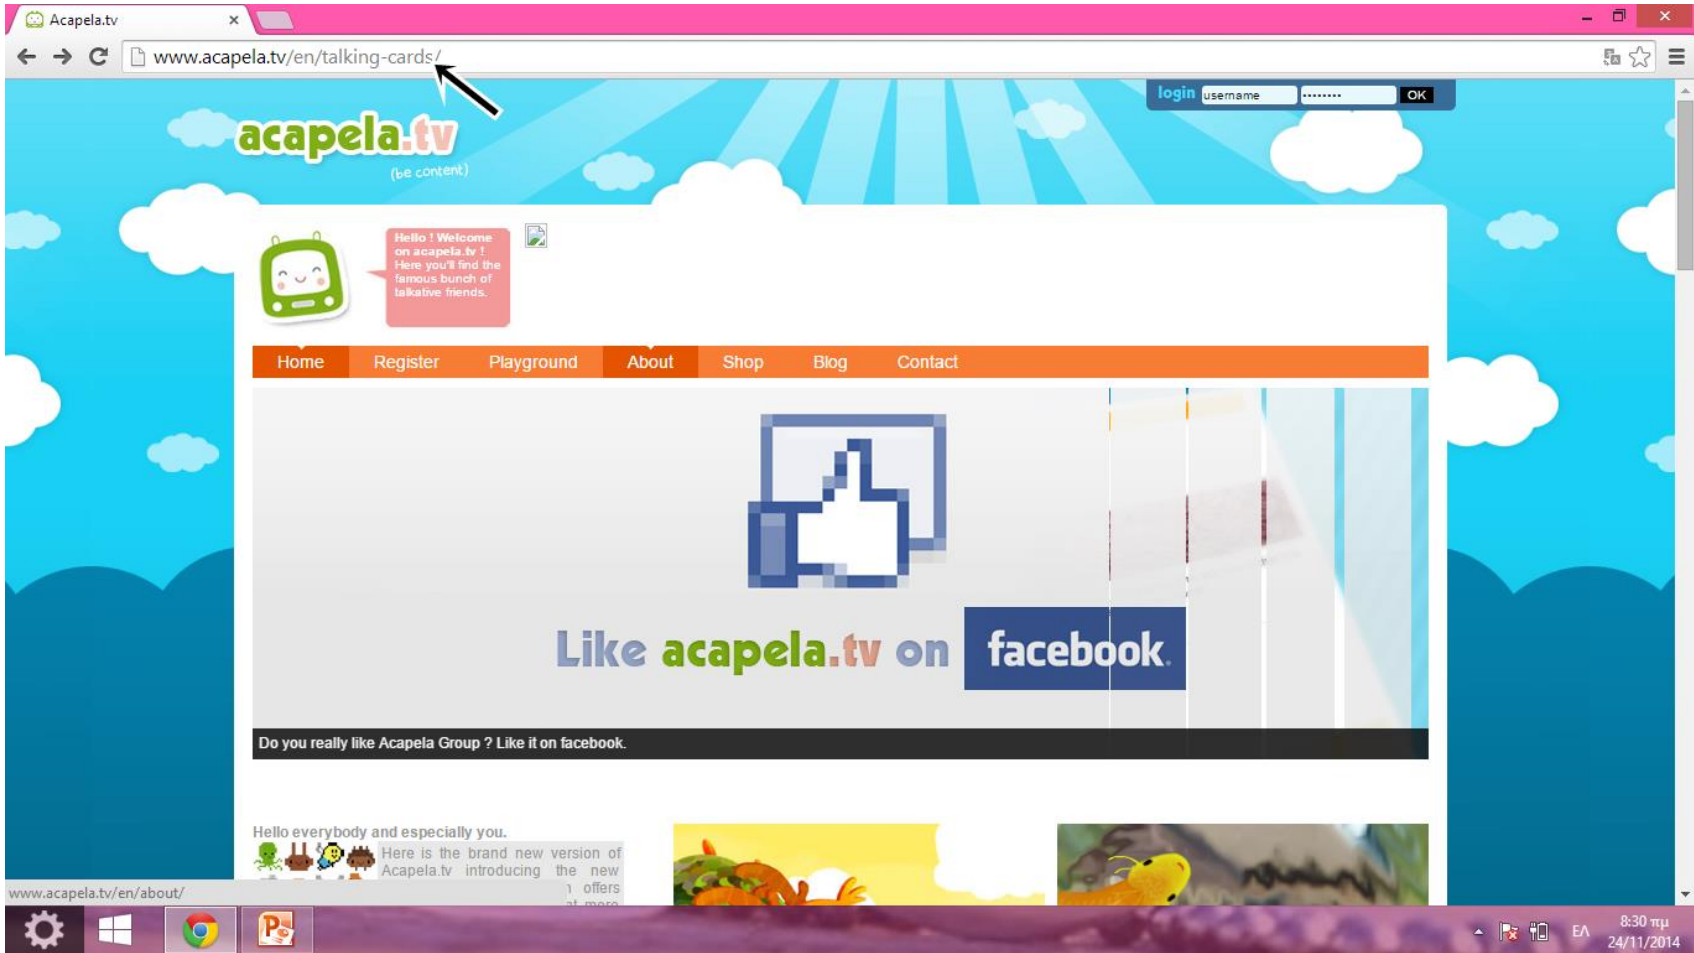 Acapela.tv
www.acapela.tv/en/talking-cards/
login username •••••••• OK
acapela.tv
(be content)
Hello ! Welcome
on acapela.tv !
Here you'll find the
famous bunch of
talkative friends.
Home Register Playground About Shop Blog Contact
Like acapela.tv on facebook.
Do you really like Acapela Group ? Like it on facebook.
Hello everybody and especially you.
Here is the brand new version of
Acapela.tv introducing the new
offers
www.acapela.tv/en/about/
ΕΛ
8:30 πμ
24/11/2014